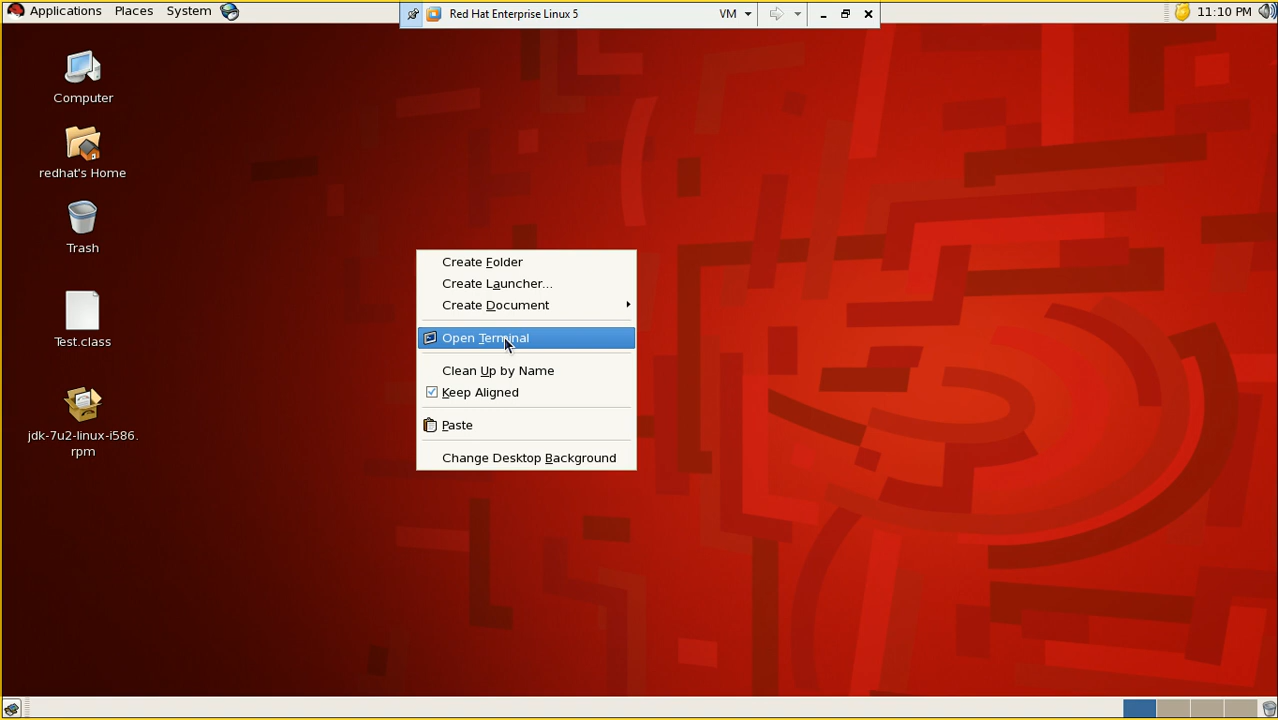 Applications Places System
Red Hat Enterprise Linux 5
VM
11:10 PM
Computer
redhat's Home
Trash
Test.class
jdk-7u2-linux-i586.
rpm
Create Folder
Create Launcher...
Create Document
Open Terminal
Clean Up by Name
Keep Aligned
Paste
Change Desktop Background